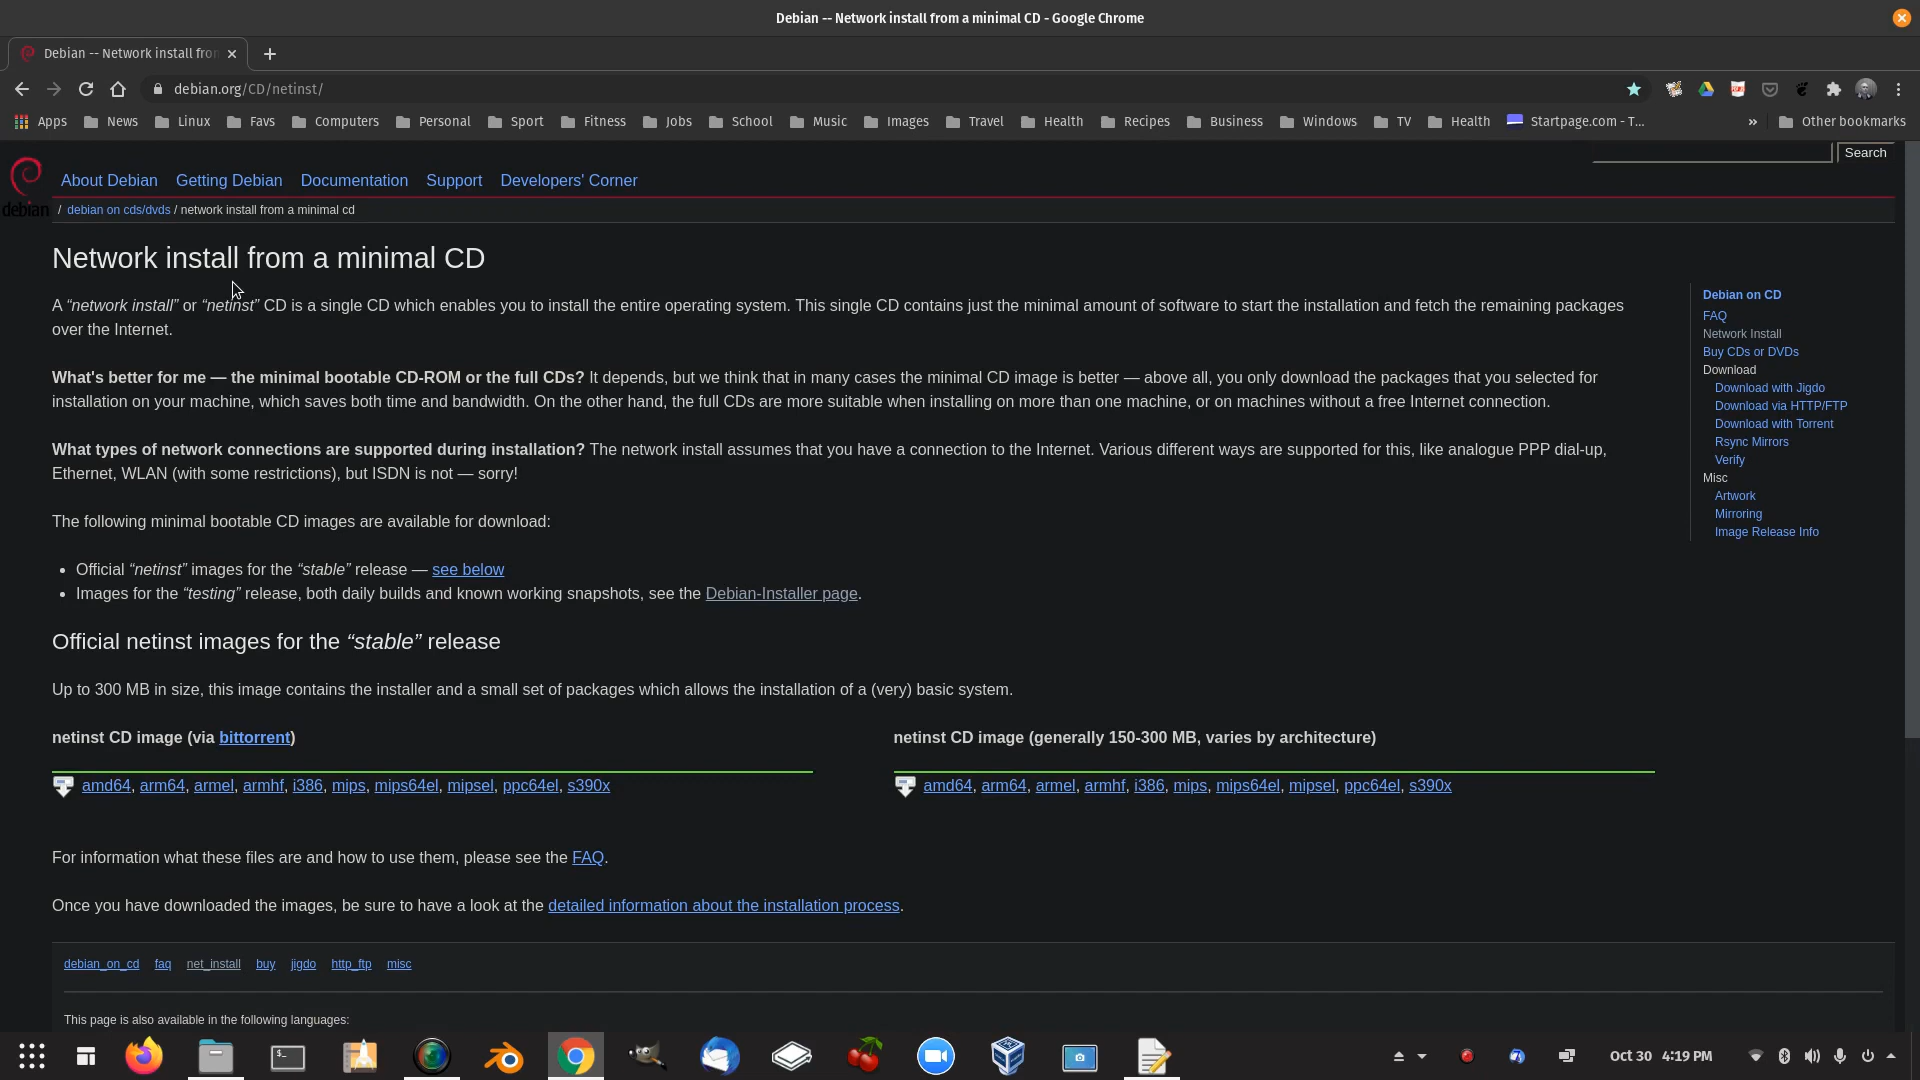 Debian -- Network install from a minimal CD - Google Chrome
Debian -- Network install from
debian.org/CD/netinst/
Apps News Linux Favs Computers Personal Sport Fitness Jobs School Music Images Travel Health Recipes Business Windows TV Health Startpage.com - T... » Other bookmarks
Search
About Debian Getting Debian Documentation Support Developers' Corner
debian / debian on cds/dvds / network install from a minimal cd
Network install from a minimal CD
A “network install” or “netinst” CD is a single CD which enables you to install the entire operating system. This single CD contains just the minimal amount of software to start the installation and fetch the remaining packages
over the Internet.
What's better for me — the minimal bootable CD-ROM or the full CDs? It depends, but we think that in many cases the minimal CD image is better — above all, you only download the packages that you selected for
installation on your machine, which saves both time and bandwidth. On the other hand, the full CDs are more suitable when installing on more than one machine, or on machines without a free Internet connection.
What types of network connections are supported during installation? The network install assumes that you have a connection to the Internet. Various different ways are supported for this, like analogue PPP dial-up,
Ethernet, WLAN (with some restrictions), but ISDN is not — sorry!
The following minimal bootable CD images are available for download:
• Official “netinst” images for the “stable” release — see below
• Images for the “testing” release, both daily builds and known working snapshots, see the Debian-Installer page.
Official netinst images for the “stable” release
Up to 300 MB in size, this image contains the installer and a small set of packages which allows the installation of a (very) basic system.
netinst CD image (via bittorrent)
amd64, arm64, armel, armhf, i386, mips, mips64el, mipsel, ppc64el, s390x
netinst CD image (generally 150-300 MB, varies by architecture)
amd64, arm64, armel, armhf, i386, mips, mips64el, mipsel, ppc64el, s390x
For information what these files are and how to use them, please see the FAQ.
Once you have downloaded the images, be sure to have a look at the detailed information about the installation process.
Debian on CD
FAQ
Network Install
Buy CDs or DVDs
Download
Download with Jigdo
Download via HTTP/FTP
Download with Torrent
Rsync Mirrors
Verify
Misc
Artwork
Mirroring
Image Release Info
debian_on_cd faq net_install buy jigdo http_ftp misc
This page is also available in the following languages:
Oct 30 4:19 PM